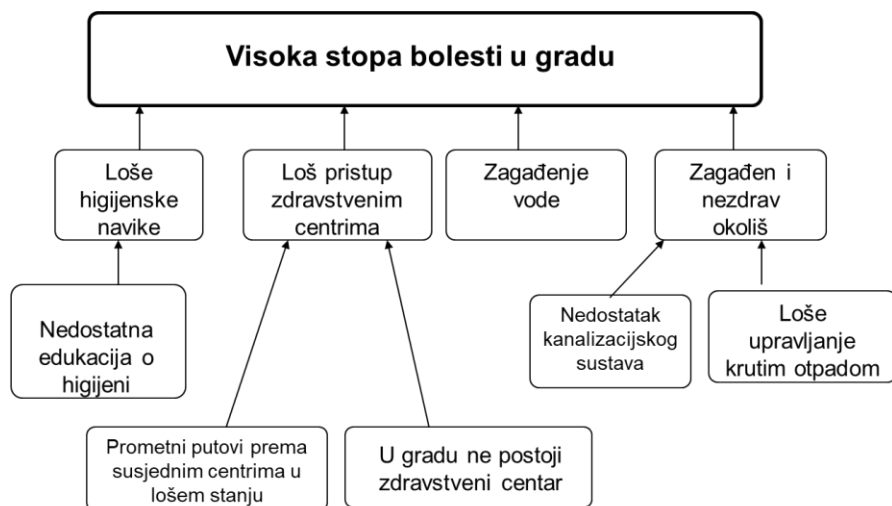 Visoka stopa bolesti u gradu
Loše
higijenske
navike
Loš pristup
zdravstvenim
centrima
Zagađenje
vode
Zagađen i
nezdrav
okoliš
Nedostatna
edukacija o
higijeni
Nedostatak
kanalizacijskog
sustava
Loše
upravljanje
krutim otpadom
Prometni putovi prema
susjednim centrima u
lošem stanju
U gradu ne postoji
zdravstveni centar